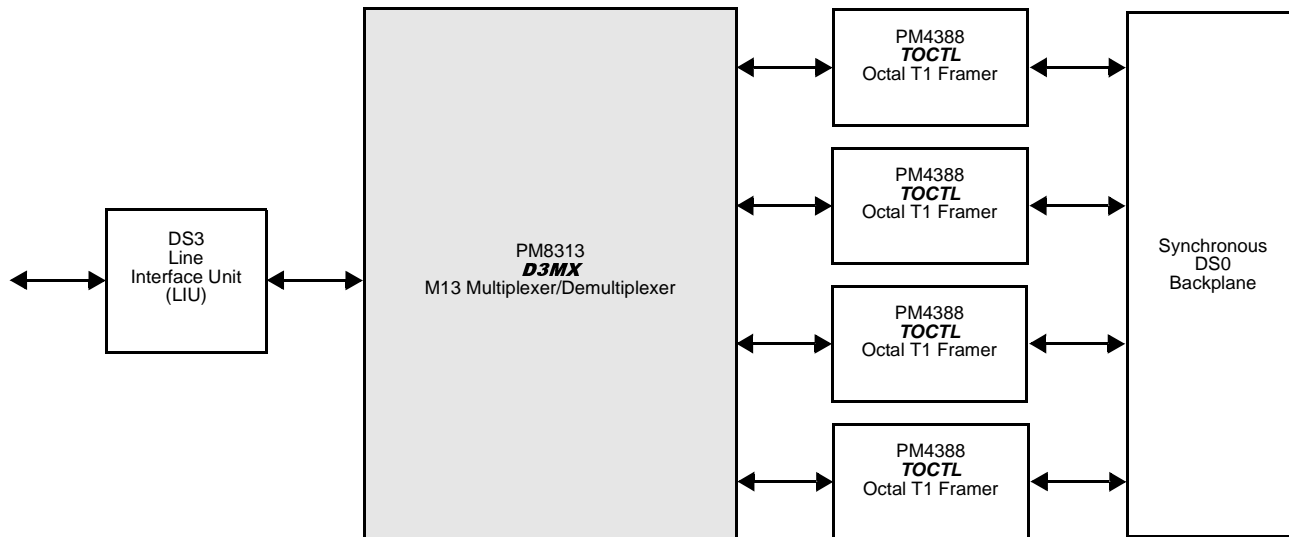 DS3
Line
Interface Unit
(LIU)
PM8313
D3MX
M13 Multiplexer/Demultiplexer
PM4388
TOCTL
Octal T1 Framer
PM4388
TOCTL
Octal T1 Framer
PM4388
TOCTL
Octal T1 Framer
PM4388
TOCTL
Octal T1 Framer
Synchronous
DS0
Backplane